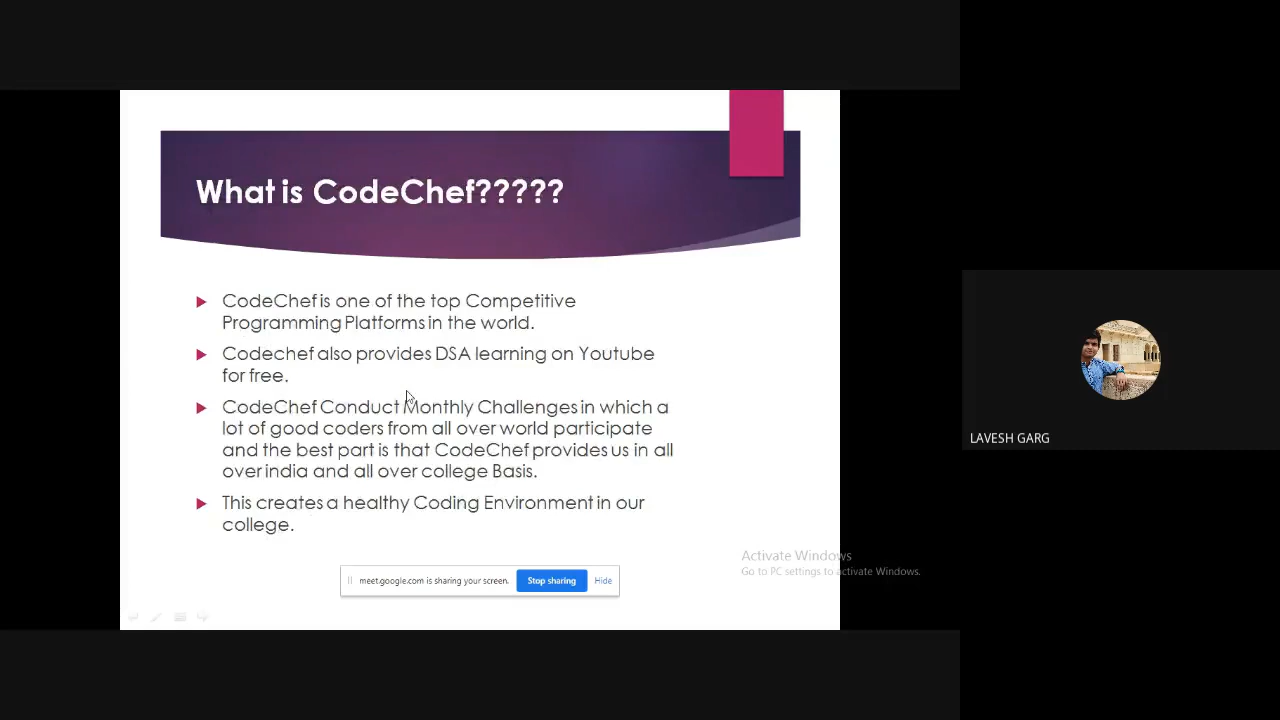 What is CodeChef?????
CodeChef is one of the top Competitive
Programming Platforms in the world.
Codechef also provides DSA learning on Youtube
for free.
CodeChef Conduct Monthly Challenges in which a
lot of good coders from all over world participate
and the best part is that CodeChef provides us in all
over india and all over college Basis.
This creates a healthy Coding Environment in our
college.
meet.google.com is sharing your screen. Stop sharing Hide
Activate Windows
Go to PC settings to activate Windows.
LAVESH GARG